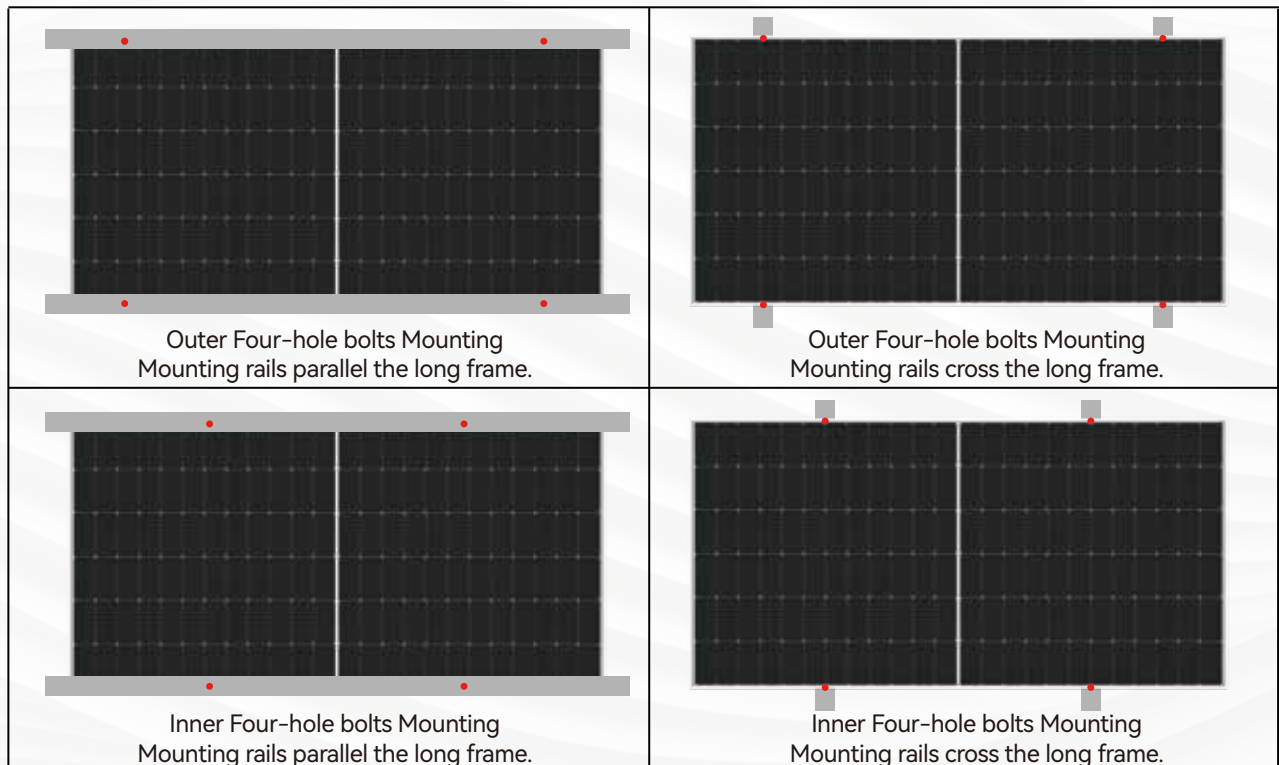 Outer Four-hole bolts Mounting
Mounting rails parallel the long frame.
Outer Four-hole bolts Mounting
Mounting rails cross the long frame.
Inner Four-hole bolts Mounting
Mounting rails parallel the long frame.
Inner Four-hole bolts Mounting
Mounting rails cross the long frame.